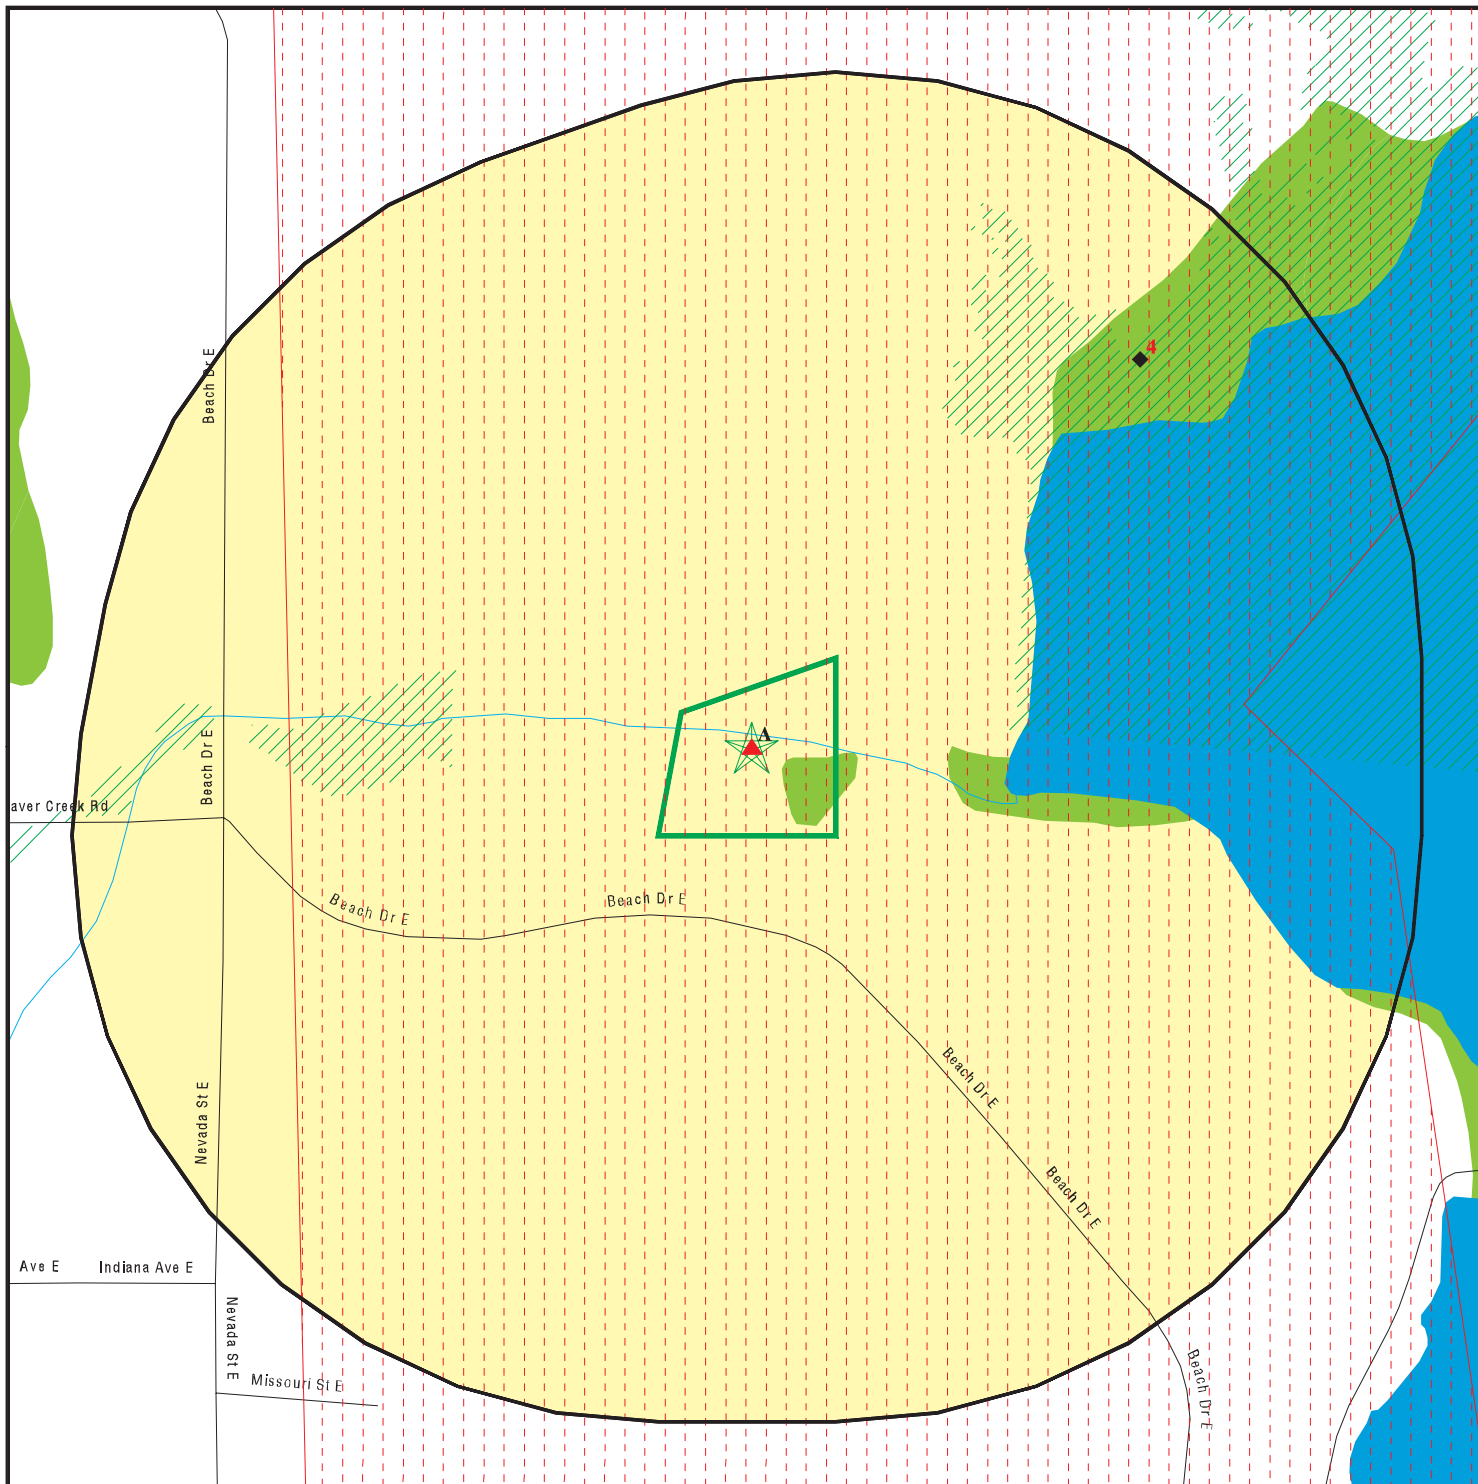 4
Beach Dr E
A
Beach Dr E
aver Creek Rd
Beach Dr E
Beach Dr E
Beach Dr E
Nevada St E
Beach Dr E
Ave E
Indiana Ave E
Nevada St E
Missouri St E
Beach Dr E